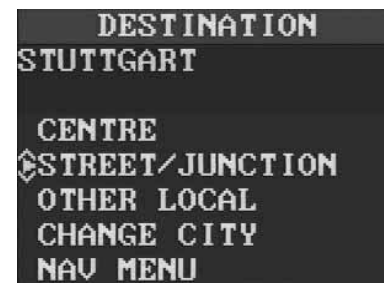 DESTINATION
STUTTGART
CENTRE
STREET/JUNCTION
OTHER LOCAL
CHANGE CITY
NAV MENU